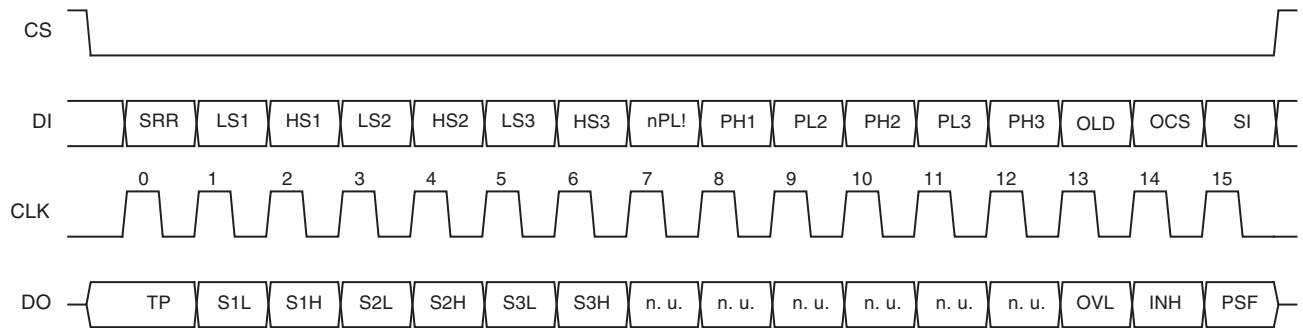 CS
DI SRR LS1 HS1 LS2 HS2 LS3 HS3 nPL! PH1 PL2 PH2 PL3 PH3 OLD OCS SI
0 1 2 3 4 5 6 7 8 9 10 11 12 13 14 15
CLK
DO TP S1L S1H S2L S2H S3L S3H n. u. n. u. n. u. n. u. n. u. n. u. OVL INH PSF